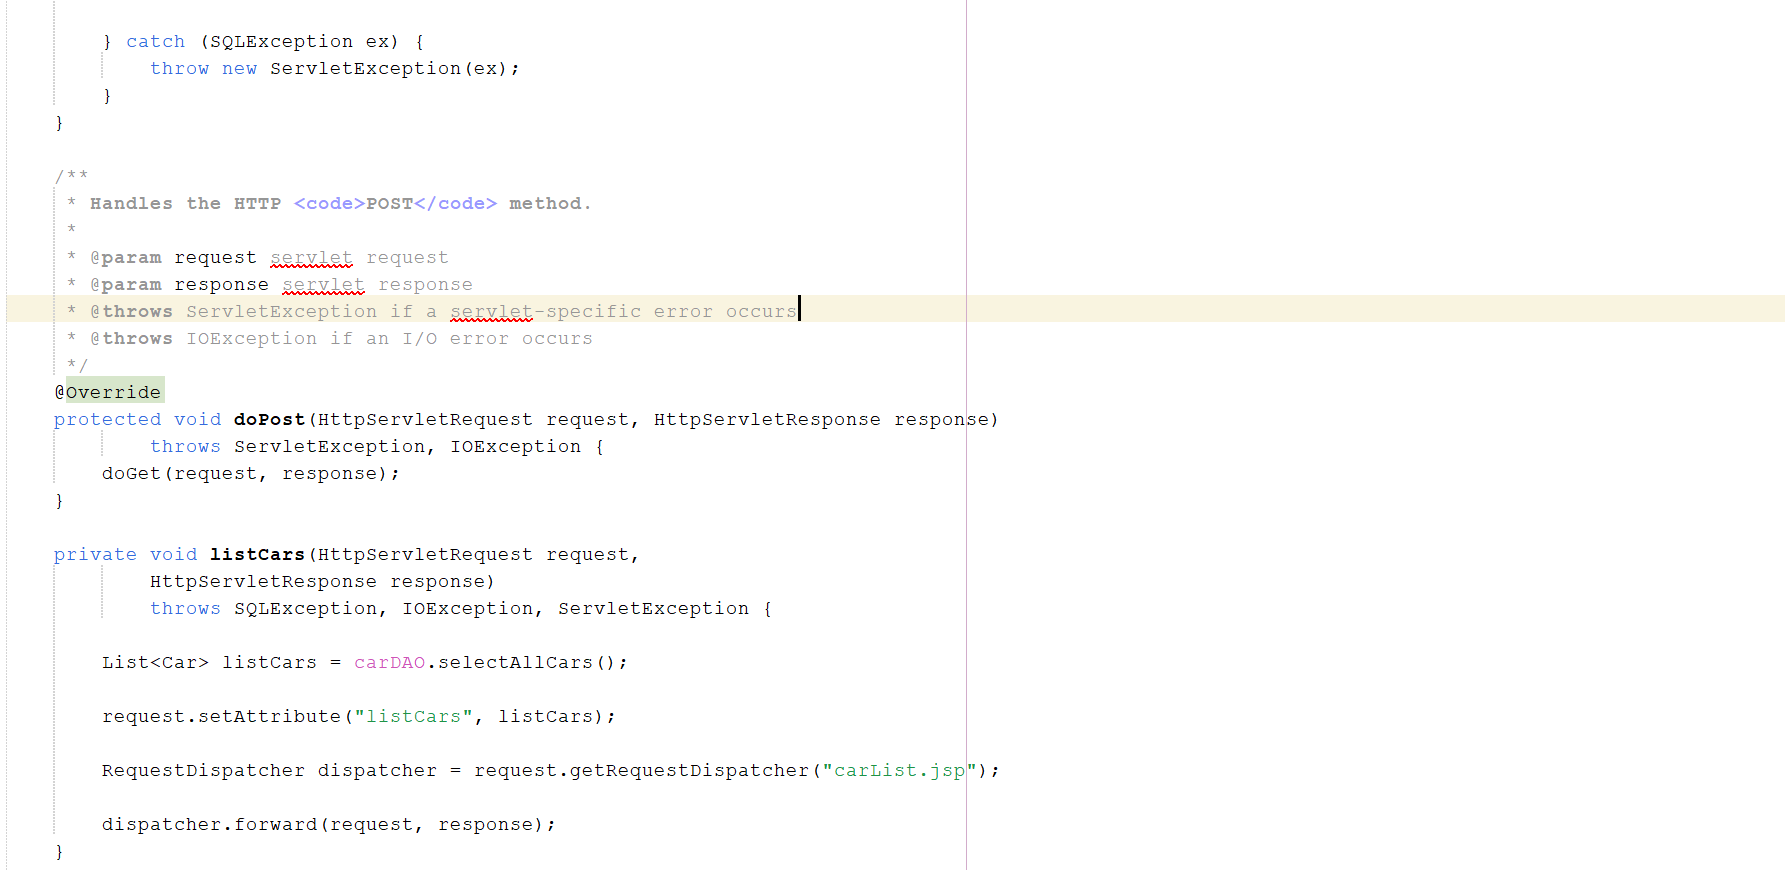 } catch (SQLException ex) {
throw new ServletException(ex);
}
}
/**
* Handles the HTTP <code>POST</code> method.
*
* @param request servlet request
* @param response servlet response
* @throws ServletException if a servlet-specific error occurs
* @throws IOException if an I/O error occurs
*/
@Override
protected void doPost(HttpServletRequest request, HttpServletResponse response)
throws ServletException, IOException {
doGet(request, response);
}
private void listCars(HttpServletRequest request,
HttpServletResponse response)
throws SQLException, IOException, ServletException {
List<Car> listCars = carDAO.selectAllCars();
request.setAttribute("listCars", listCars);
RequestDispatcher dispatcher = request.getRequestDispatcher("carList.jsp");
dispatcher.forward(request, response);
}